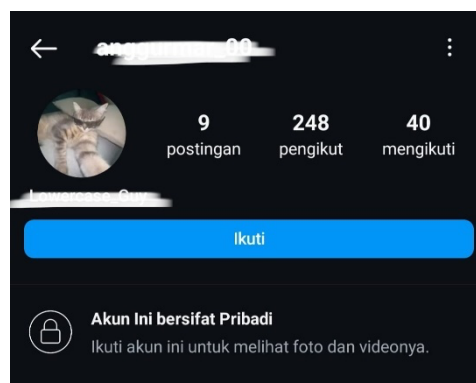 9
postingan
248
pengikut
40
mengikuti
Ikuti
Akun Ini bersifat Pribadi
Ikuti akun ini untuk melihat foto dan videonya.